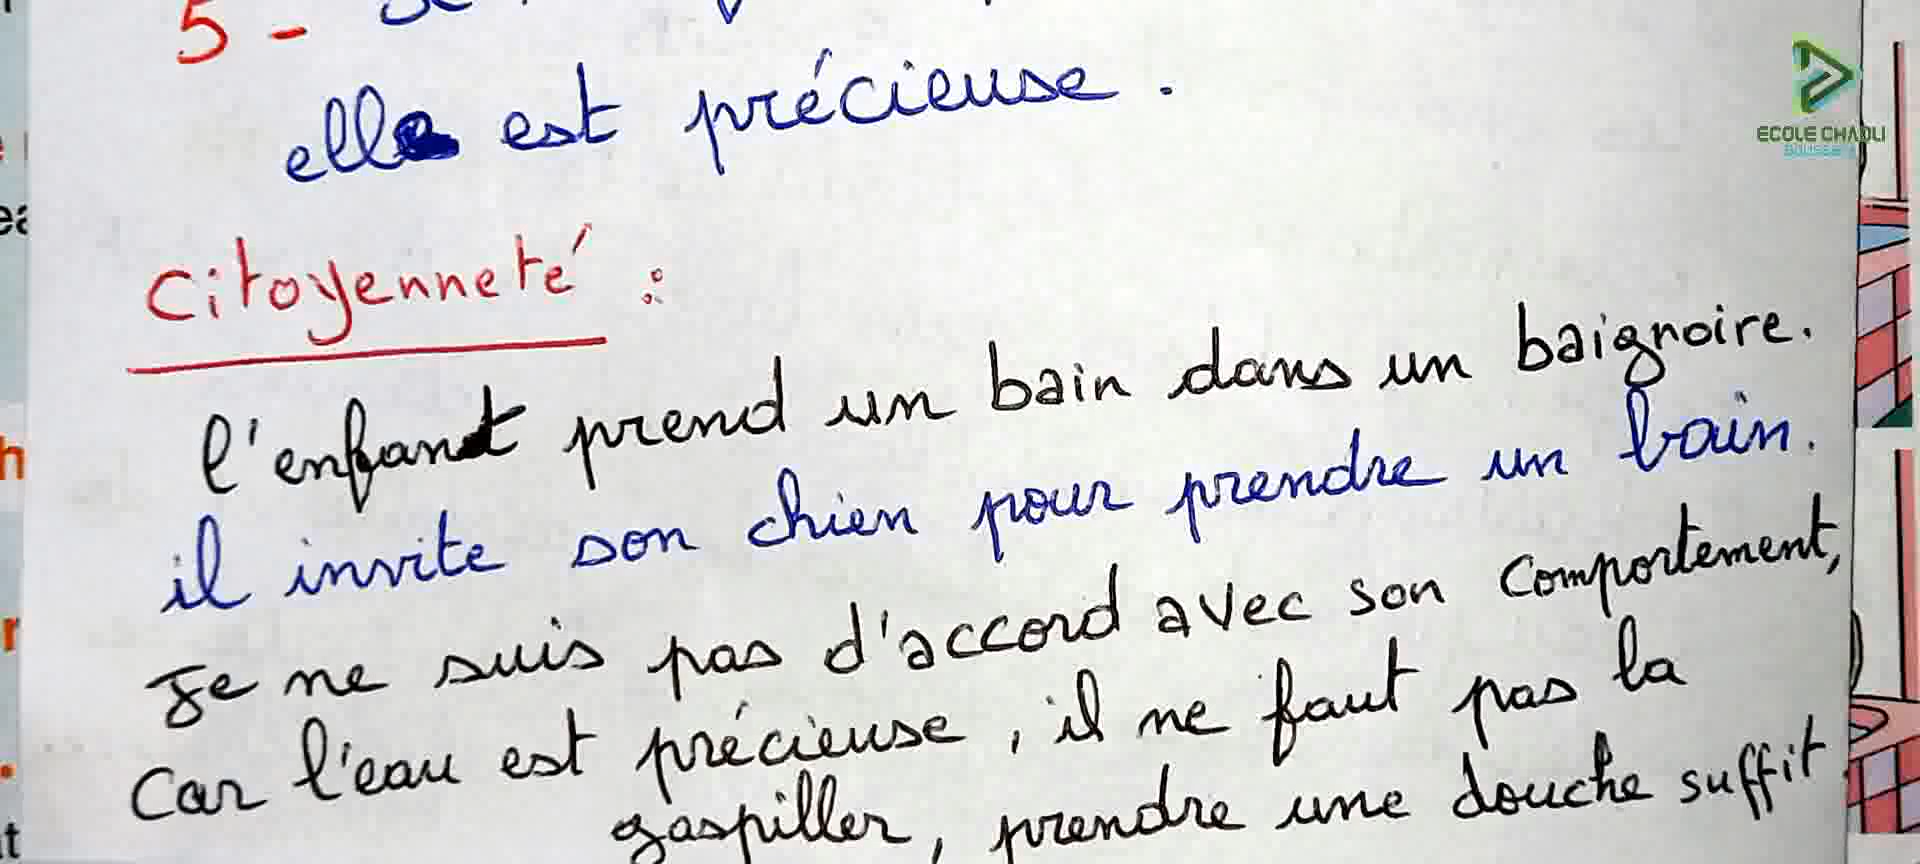 5 -
elle est précieuse.
citoyenneté :
l'enfant prend un bain dans un baignoire.
il invite son chien pour prendre un bain.
Je ne suis pas d'accord avec son comportement,
Car l'eau est précieuse, il ne faut pas la
gaspiller, prendre une douche suffit.
ECOLE CHADLI